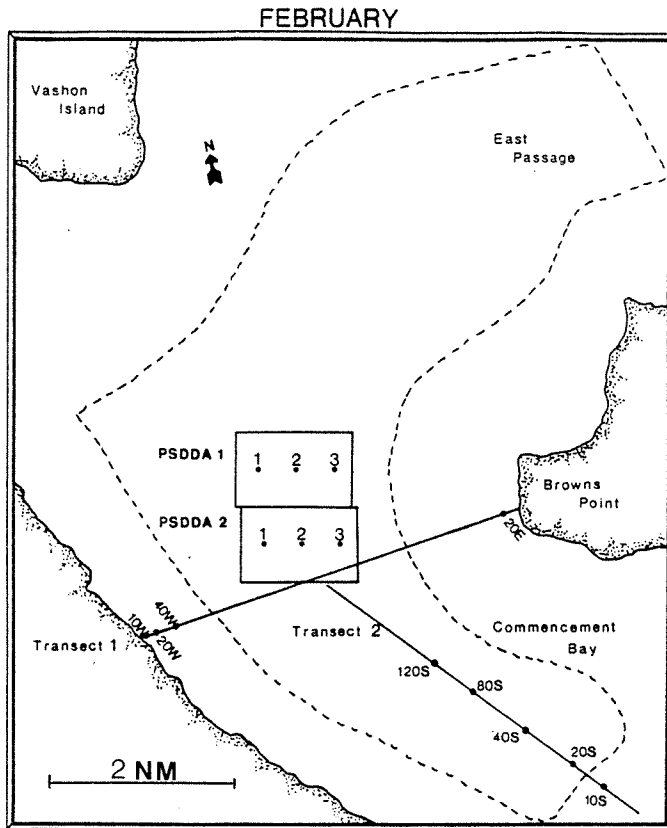 FEBRUARY
Vashon
Island
N
East
Passage
PSDDA 1
1 2 3
PSDDA 2
1 2 3
Browns
Point
20E
40W
10W
20W
Transect 1
Transect 2
Commencement
Bay
120S
80S
40S
20S
10S
2 NM